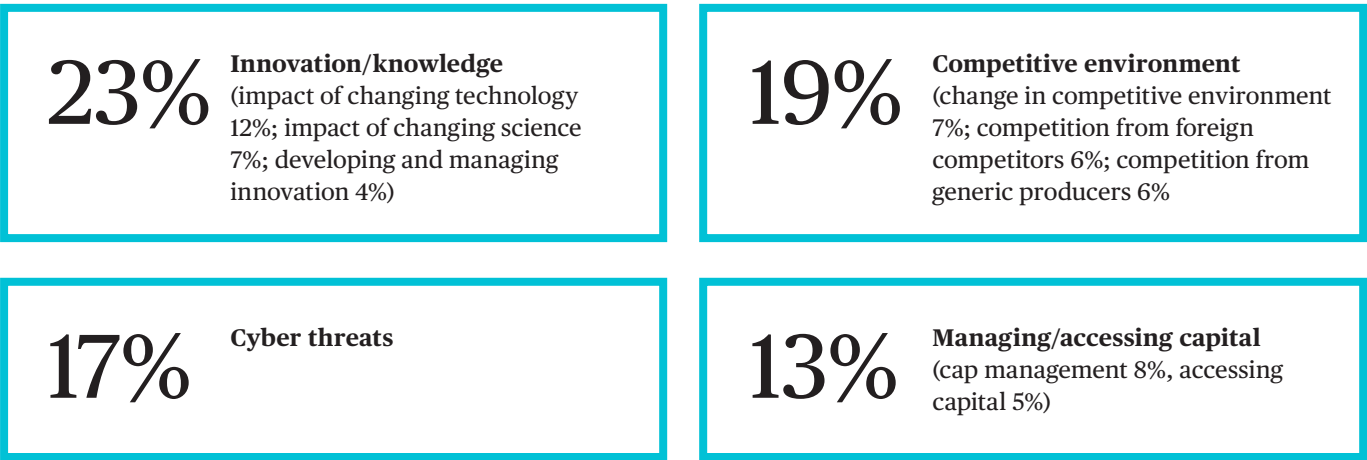 23%
Innovation/knowledge
(impact of changing technology
12%; impact of changing science
7%; developing and managing
innovation 4%)
19%
Competitive environment
(change in competitive environment
7%; competition from foreign
competitors 6%; competition from
generic producers 6%
17%
Cyber threats
13%
Managing/accessing capital
(cap management 8%, accessing
capital 5%)